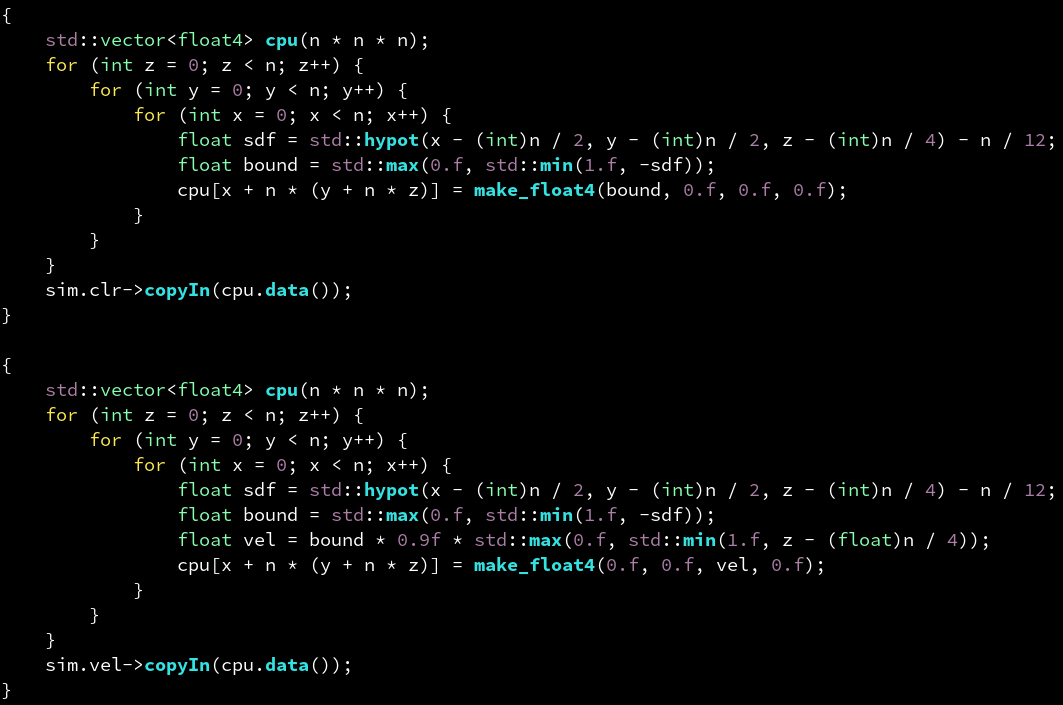 {
    std::vector<float4> cpu(n * n * n);
    for (int z = 0; z < n; z++) {
        for (int y = 0; y < n; y++) {
            for (int x = 0; x < n; x++) {
                float sdf = std::hypot(x - (int)n / 2, y - (int)n / 2, z - (int)n / 4) - n / 12;
                float bound = std::max(0.f, std::min(1.f, -sdf));
                cpu[x + n * (y + n * z)] = make_float4(bound, 0.f, 0.f, 0.f);
            }
        }
    }
    sim.clr->copyIn(cpu.data());
}

{
    std::vector<float4> cpu(n * n * n);
    for (int z = 0; z < n; z++) {
        for (int y = 0; y < n; y++) {
            for (int x = 0; x < n; x++) {
                float sdf = std::hypot(x - (int)n / 2, y - (int)n / 2, z - (int)n / 4) - n / 12;
                float bound = std::max(0.f, std::min(1.f, -sdf));
                float vel = bound * 0.9f * std::max(0.f, std::min(1.f, z - (float)n / 4));
                cpu[x + n * (y + n * z)] = make_float4(0.f, 0.f, vel, 0.f);
            }
        }
    }
    sim.vel->copyIn(cpu.data());
}